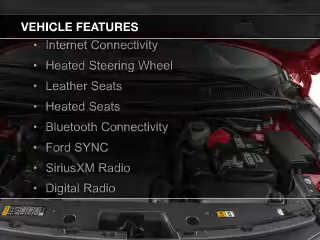 VEHICLE FEATURES
• Internet Connectivity
• Heated Steering Wheel
• Leather Seats
• Heated Seats
• Bluetooth Connectivity
• Ford SYNC
• SiriusXM Radio
• Digital Radio